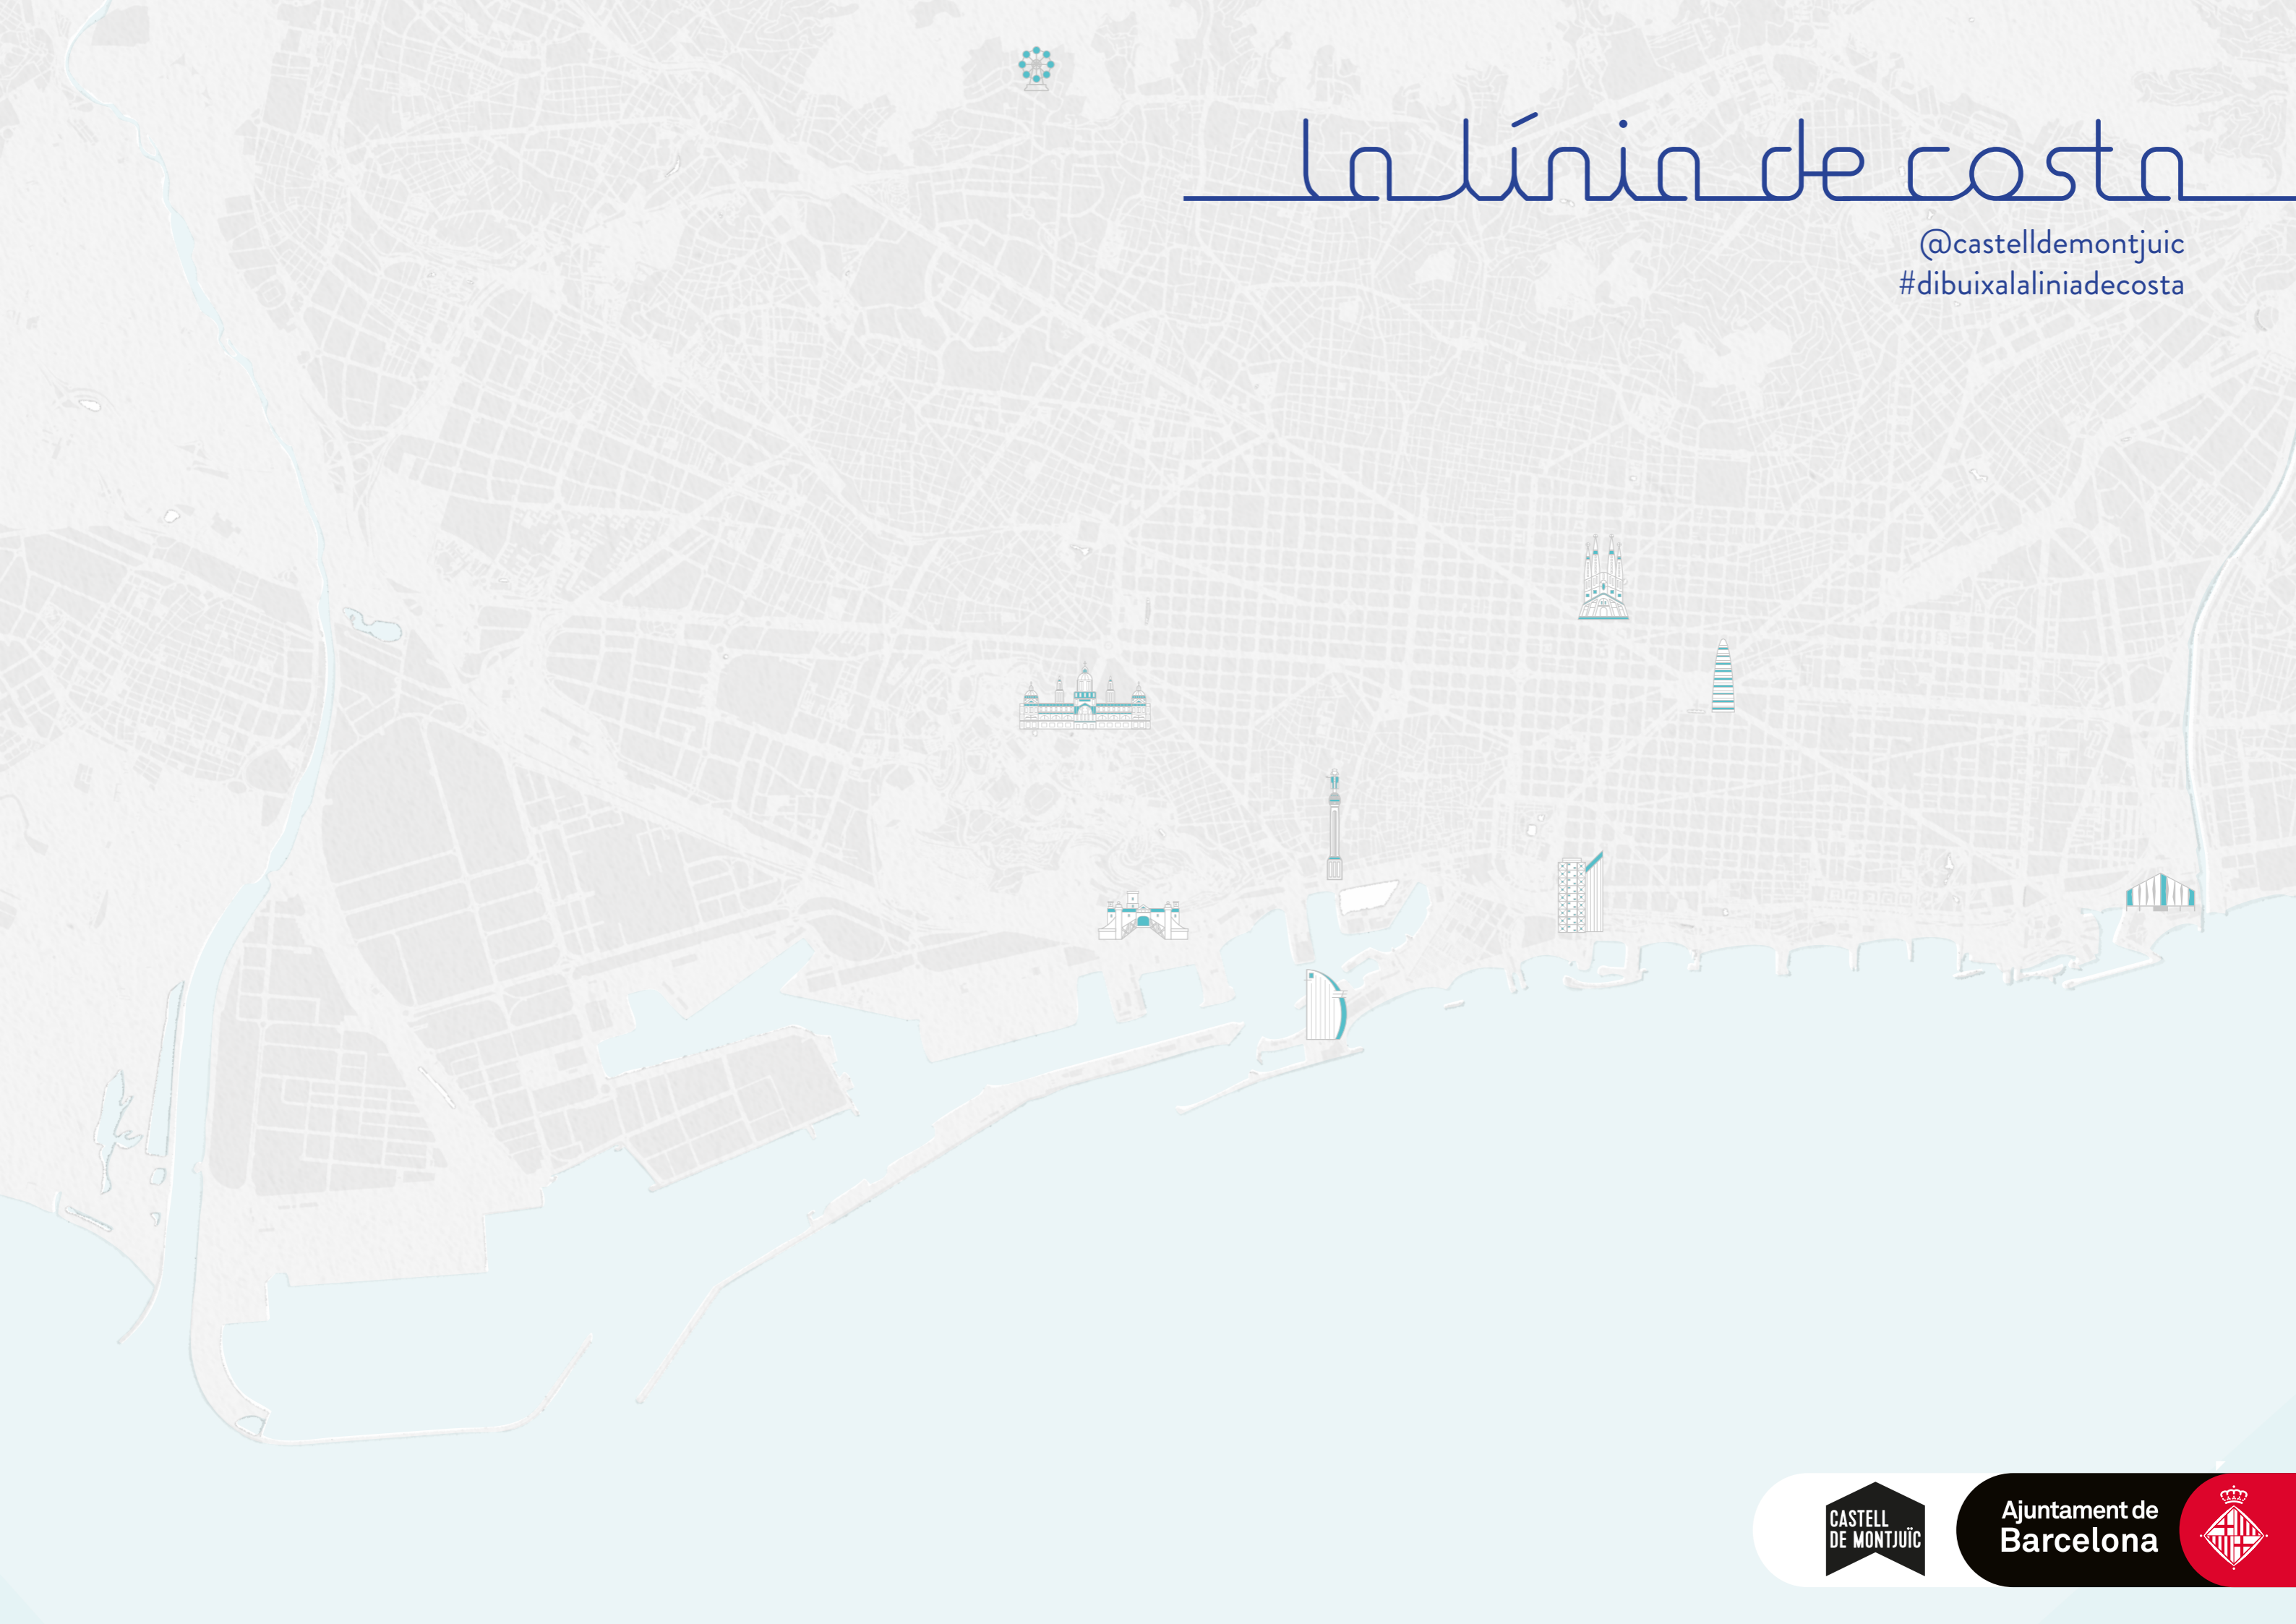 la línia de costa
@castelldemontjuic
#dibuixalaliniadecosta
CASTELL
DE MONTJUÏC
Ajuntament de
Barcelona